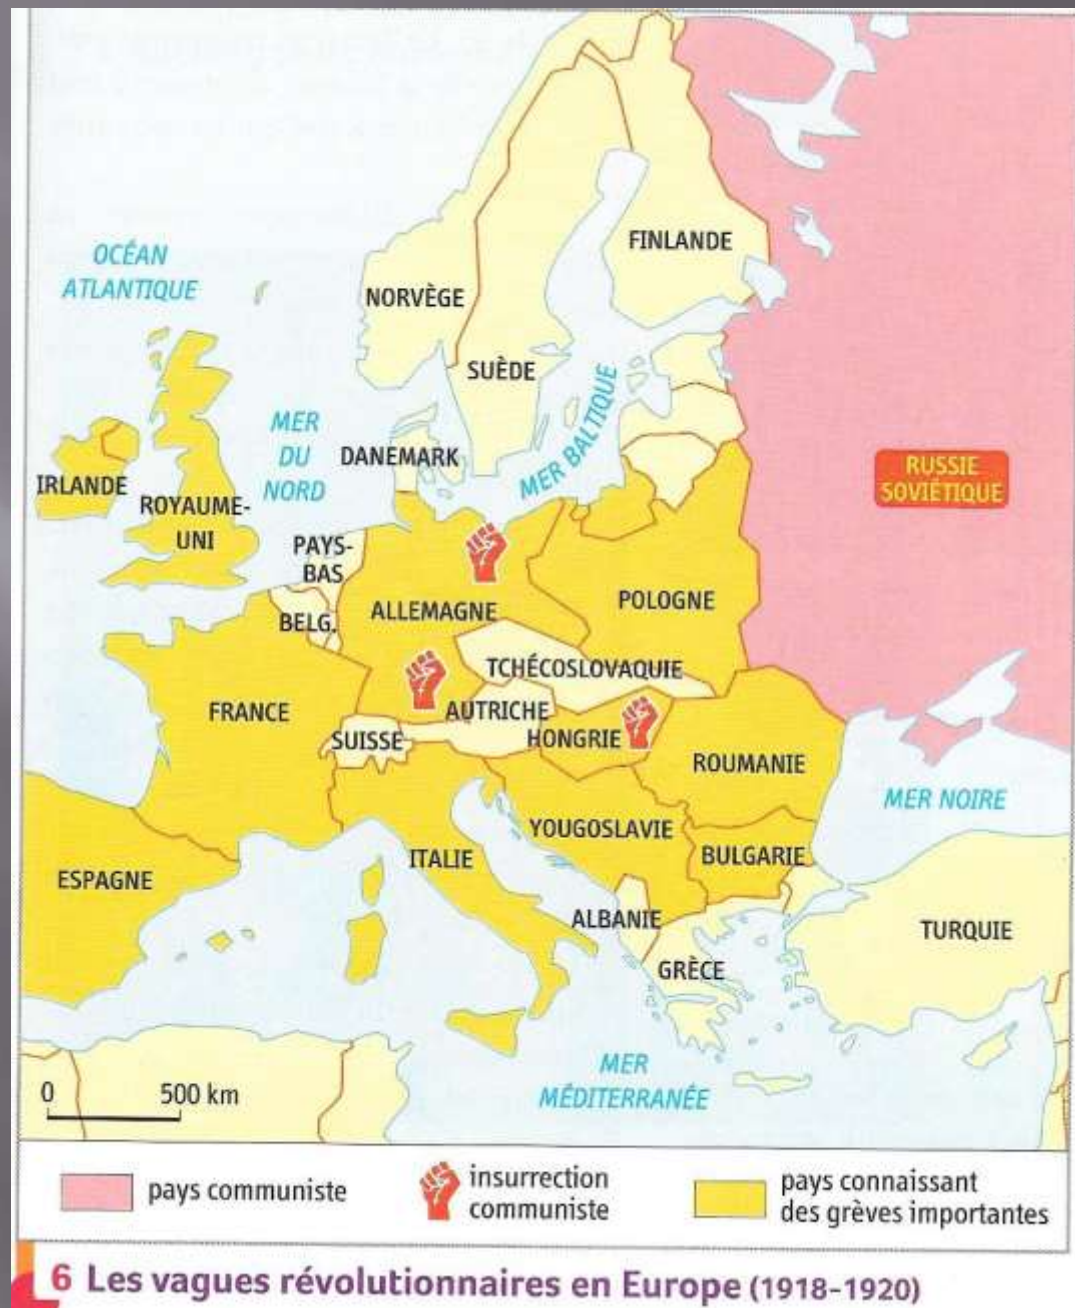 OCÉAN
ATLANTIQUE
FINLANDE
NORVÈGE
SUÈDE
MER
DU
NORD
DANEMARK
MER BALTIQUE
RUSSIE
SOVIÉTIQUE
IRLANDE
ROYAUME-
UNI
PAYS-
BAS
BELG.
ALLEMAGNE
POLOGNE
TCHÉCOSLOVAQUIE
FRANCE
AUTRICHE
SUISSE
HONGRIE
ROUMANIE
MER NOIRE
YOUGOSLAVIE
BULGARIE
ITALIE
ESPAGNE
ALBANIE
TURQUIE
GRÈCE
MER
MÉDITERRANÉE
0 500 km
pays communiste
insurrection
communiste
pays connaissant
des grèves importantes
6 Les vagues révolutionnaires en Europe (1918-1920)